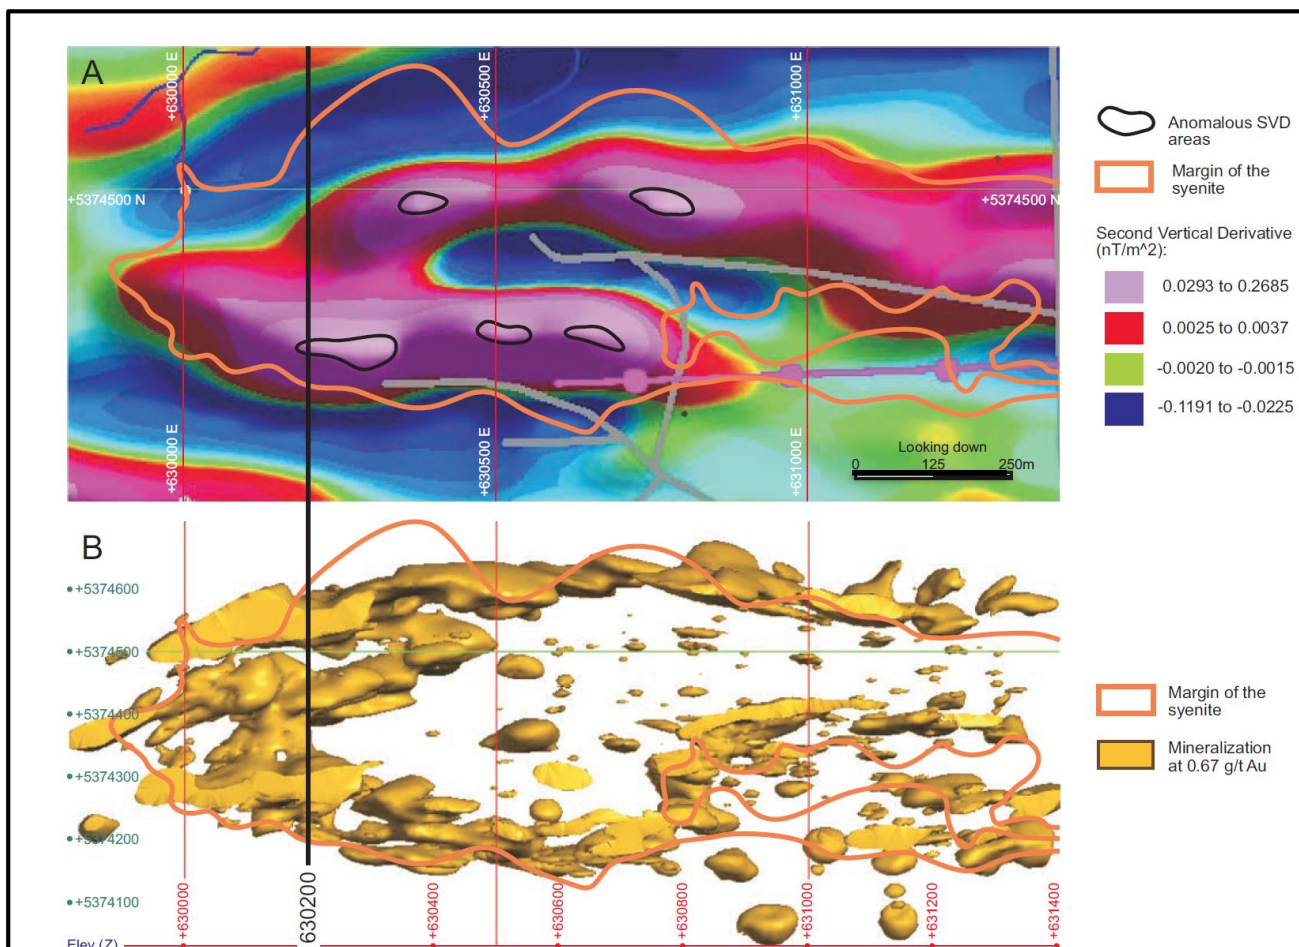 A
+630000 E
+630500 E
+631000 E
+5374500 N
+5374500 N
+630000 E
+630500 E
+631000 E
Looking down
0 125 250m
Anomalous SVD
areas
Margin of the
syenite
Second Vertical Derivative
(nT/m^2):
0.0293 to 0.2685
0.0025 to 0.0037
-0.0020 to -0.0015
-0.1191 to -0.0225
B
+5374600
+5374500
+5374400
+5374300
+5374200
+5374100
Elev (Z)
+630000
630200
+630400
+630600
+630800
+631000
+631200
+631400
Margin of the
syenite
Mineralization
at 0.67 g/t Au